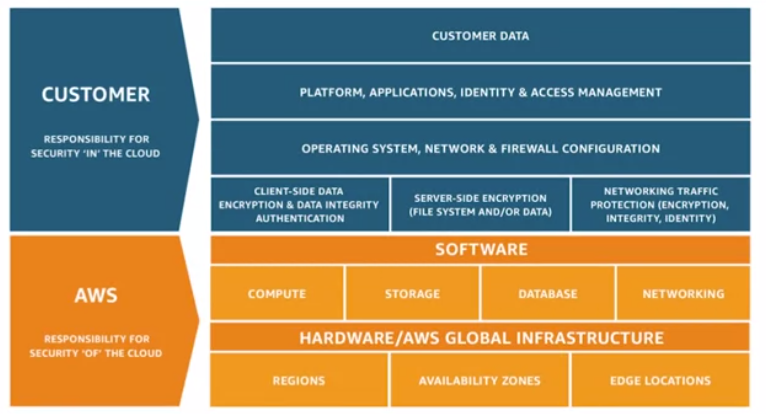 CUSTOMER
RESPONSIBILITY FOR
SECURITY 'IN' THE CLOUD
CUSTOMER DATA
PLATFORM, APPLICATIONS, IDENTITY & ACCESS MANAGEMENT
OPERATING SYSTEM, NETWORK & FIREWALL CONFIGURATION
CLIENT-SIDE DATA
ENCRYPTION & DATA INTEGRITY
AUTHENTICATION
SERVER-SIDE ENCRYPTION
(FILE SYSTEM AND/OR DATA)
NETWORKING TRAFFIC
PROTECTION (ENCRYPTION,
INTEGRITY, IDENTITY)
AWS
RESPONSIBILITY FOR
SECURITY 'OF' THE CLOUD
SOFTWARE
COMPUTE
STORAGE
DATABASE
NETWORKING
HARDWARE/AWS GLOBAL INFRASTRUCTURE
REGIONS
AVAILABILITY ZONES
EDGE LOCATIONS